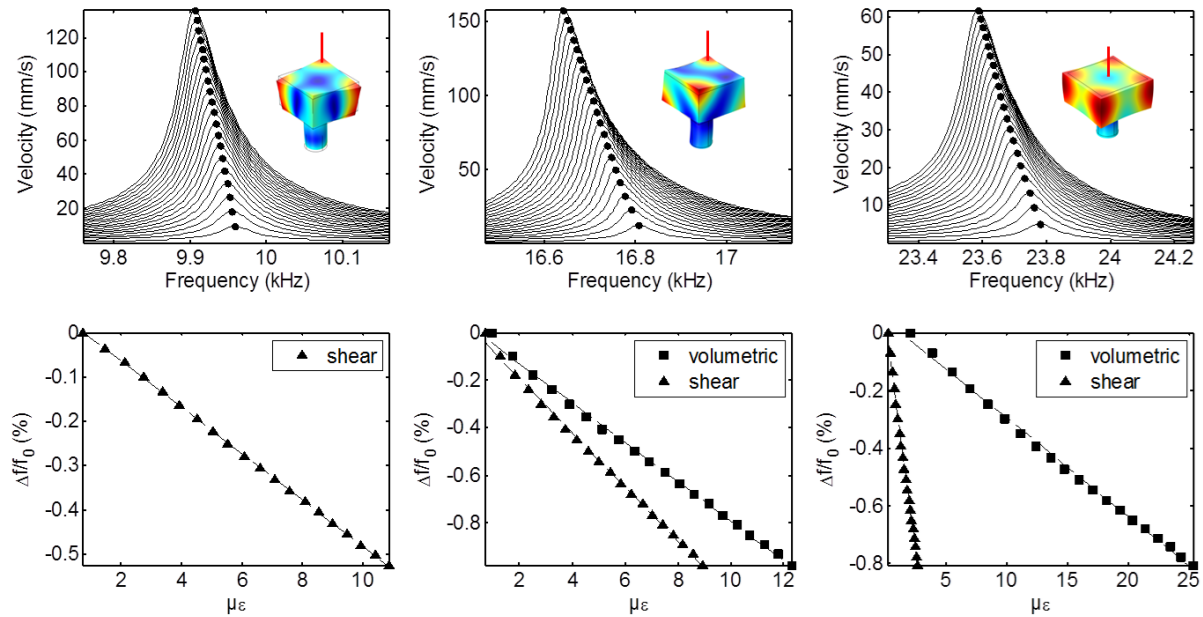 120
100
80
60
40
20
Velocity (mm/s)
9.8 9.9 10 10.1
Frequency (kHz)
150
100
50
Velocity (mm/s)
16.6 16.8 17
Frequency (kHz)
60
50
40
30
20
10
Velocity (mm/s)
23.4 23.6 23.8 24 24.2
Frequency (kHz)
0
-0.1
-0.2
-0.3
-0.4
-0.5
Δf/f0 (%)
shear
2 4 6 8 10
με
0
-0.2
-0.4
-0.6
-0.8
Δf/f0 (%)
volumetric
shear
2 4 6 8 10 12
με
0
-0.2
-0.4
-0.6
-0.8
Δf/f0 (%)
volumetric
shear
5 10 15 20 25
με